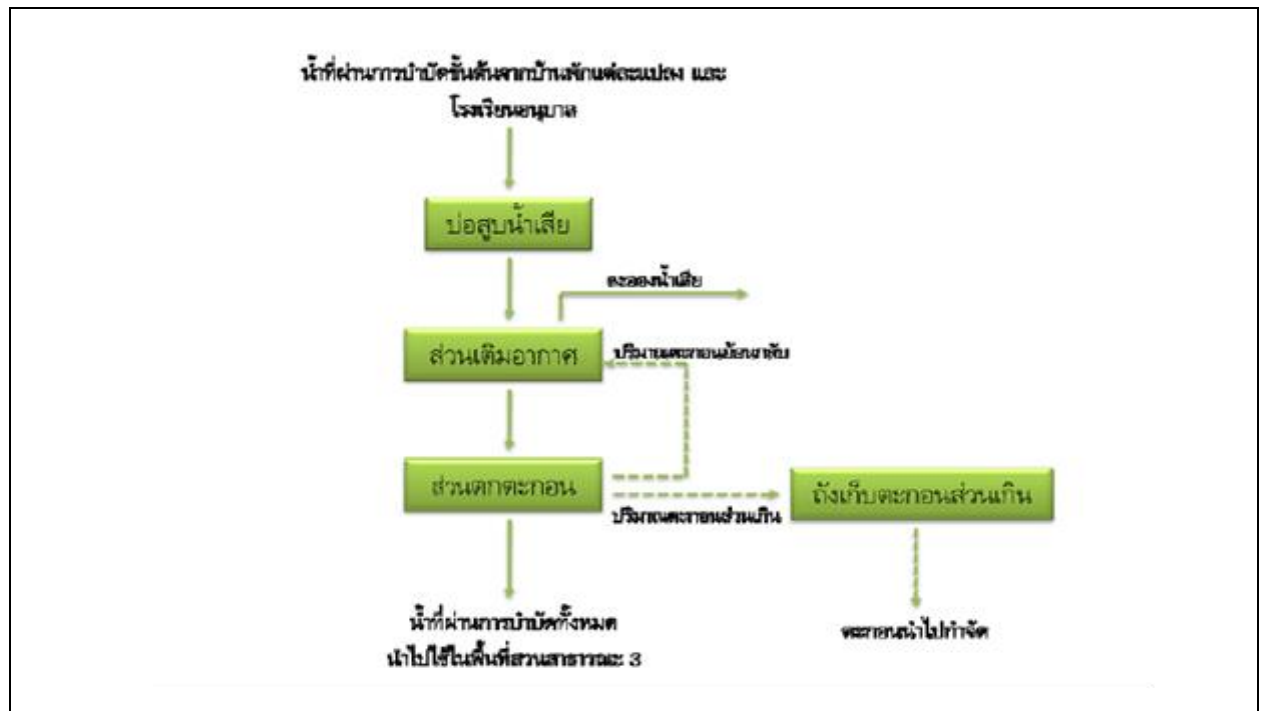 น้ำที่ผ่านการบำบัดขั้นต้นจากบ้านพักแต่ละแปลง และ
โรงเรียนอนุบาล
บ่อสูบน้ำเสีย
ละอองน้ำเสีย
ส่วนเติมอากาศ
ปริมาณตะกอนย้อนกลับ
ส่วนตกตะกอน
ถังเก็บตะกอนส่วนเกิน
ปริมาณตะกอนส่วนเกิน
น้ำที่ผ่านการบำบัดทั้งหมด
นำไปใช้ในพื้นที่สวนสาธารณะ 3
ตะกอนนำไปกำจัด